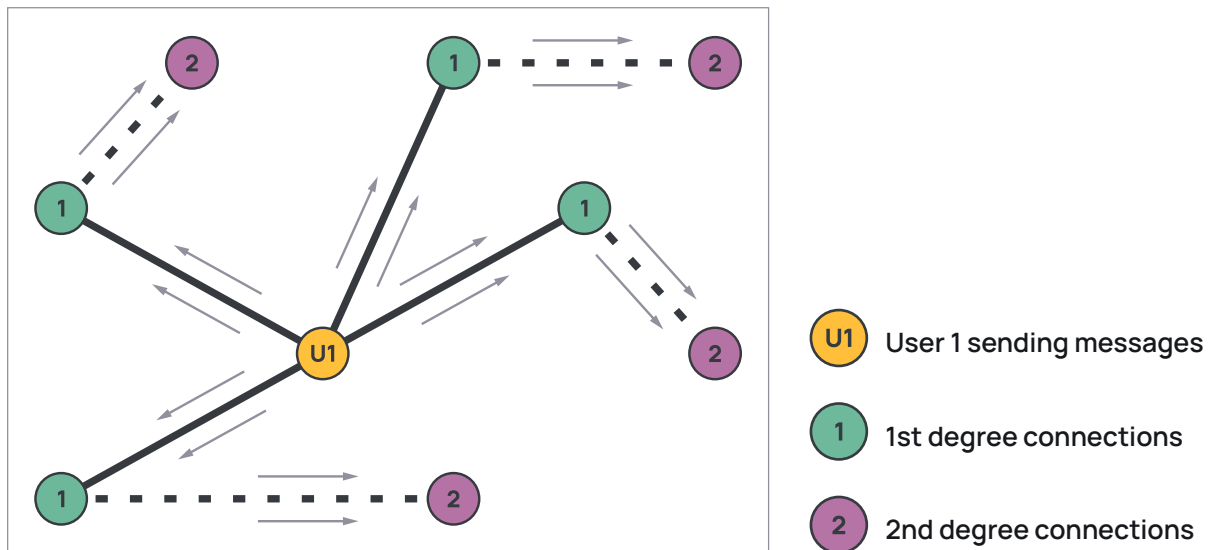 2
1
2
1
1
U1
2
1
2
U1 User 1 sending messages
1 1st degree connections
2 2nd degree connections